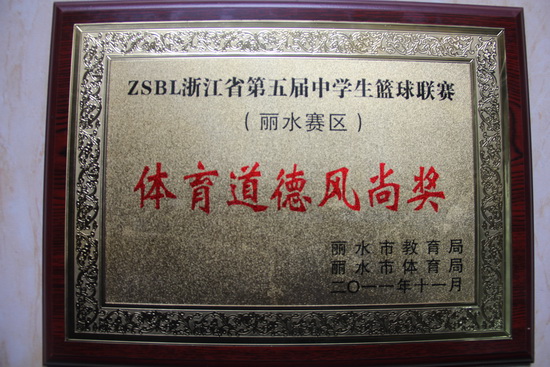 ZSBL浙江省第五届中学生篮球联赛
(丽水赛区)
体育道德风尚奖
丽水市教育局
丽水市体育局
二〇一一年十一月